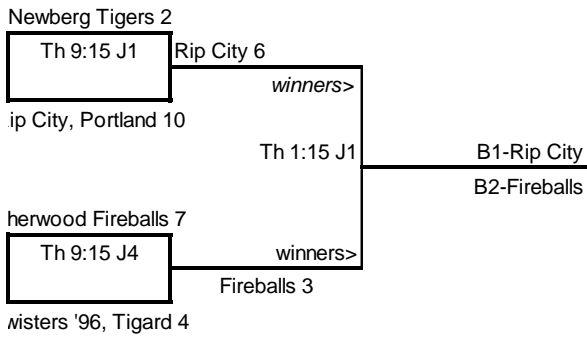 Newberg Tigers 2
Th 9:15 J1
Rip City 6
winners>
ip City, Portland 10
Th 1:15 J1
B1-Rip City
B2-Fireballs
herwood Fireballs 7
Th 9:15 J4
winners>
Fireballs 3
wisters '96, Tigard 4